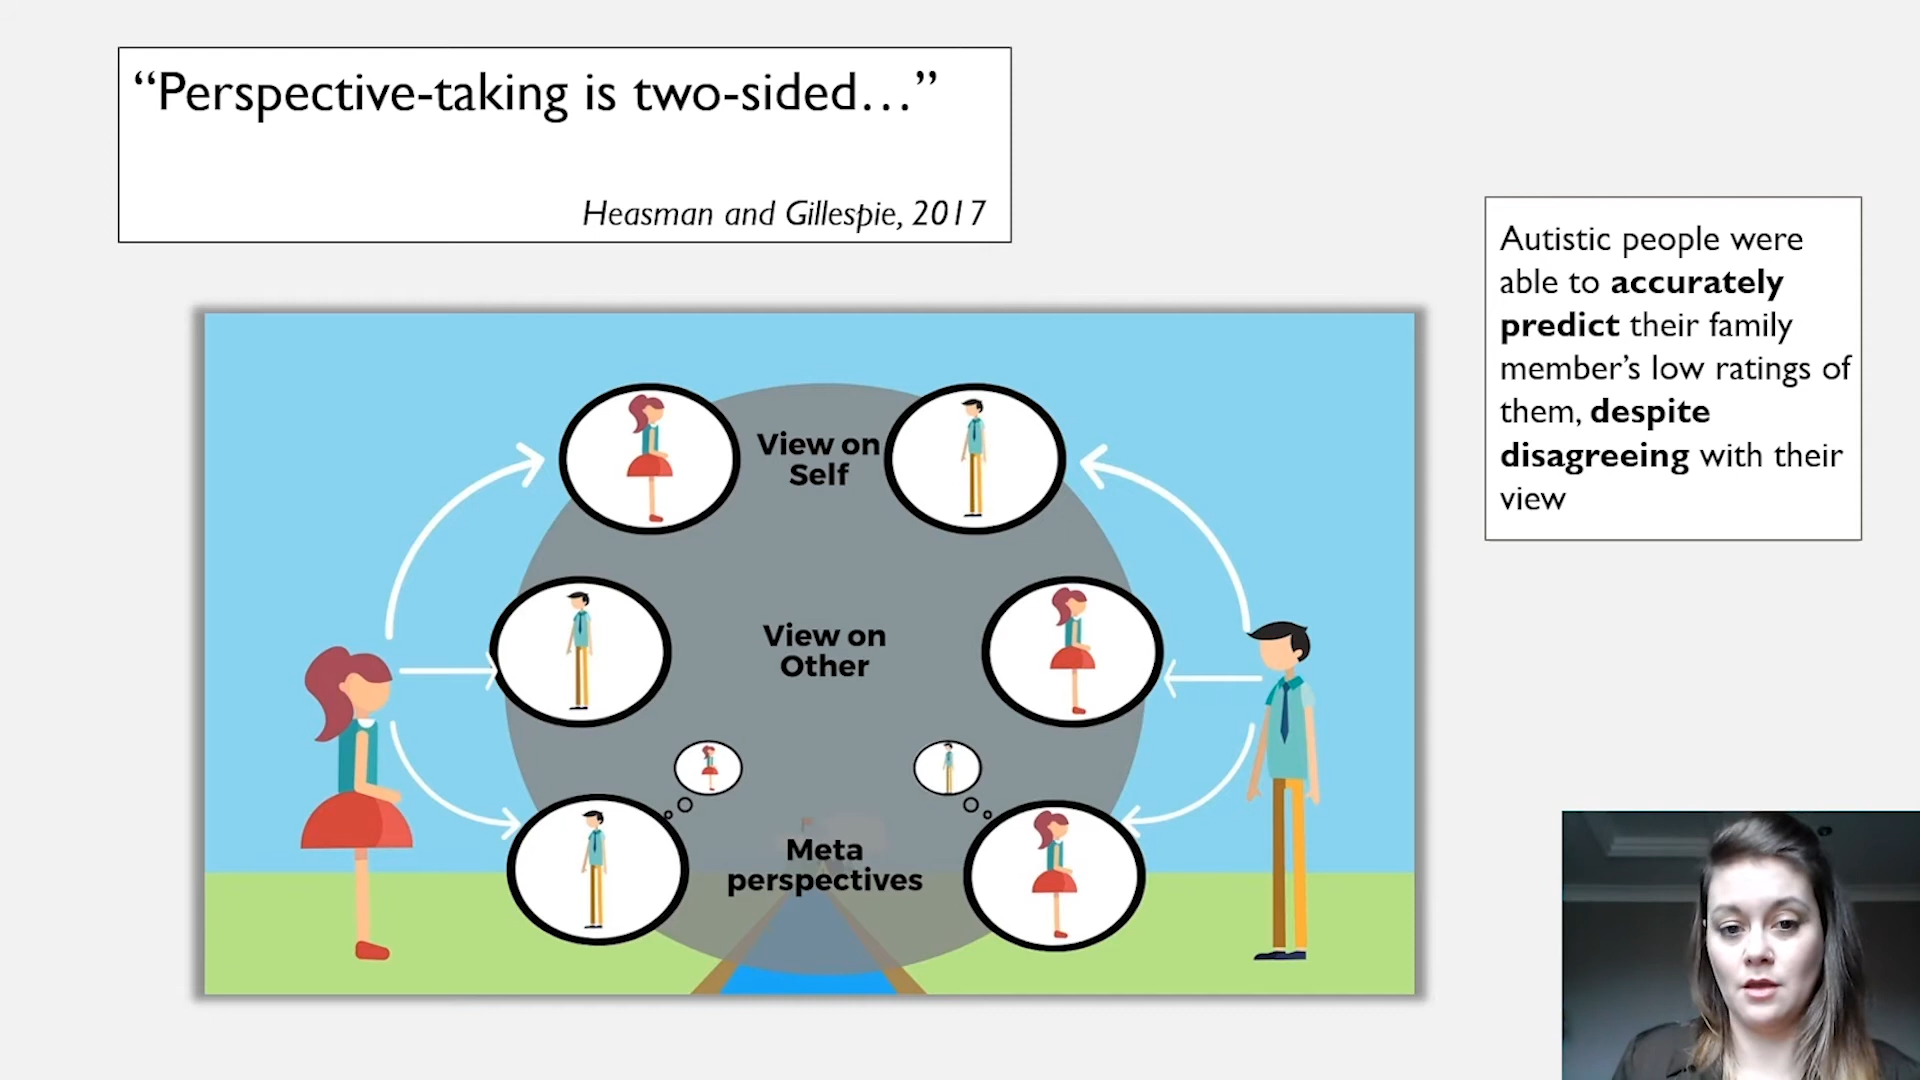 “Perspective-taking is two-sided…”
Heasman and Gillespie, 2017
Autistic people were
able to accurately
predict their family
member’s low ratings of
them, despite
disagreeing with their
view
View on
Self
View on
Other
Meta
perspectives